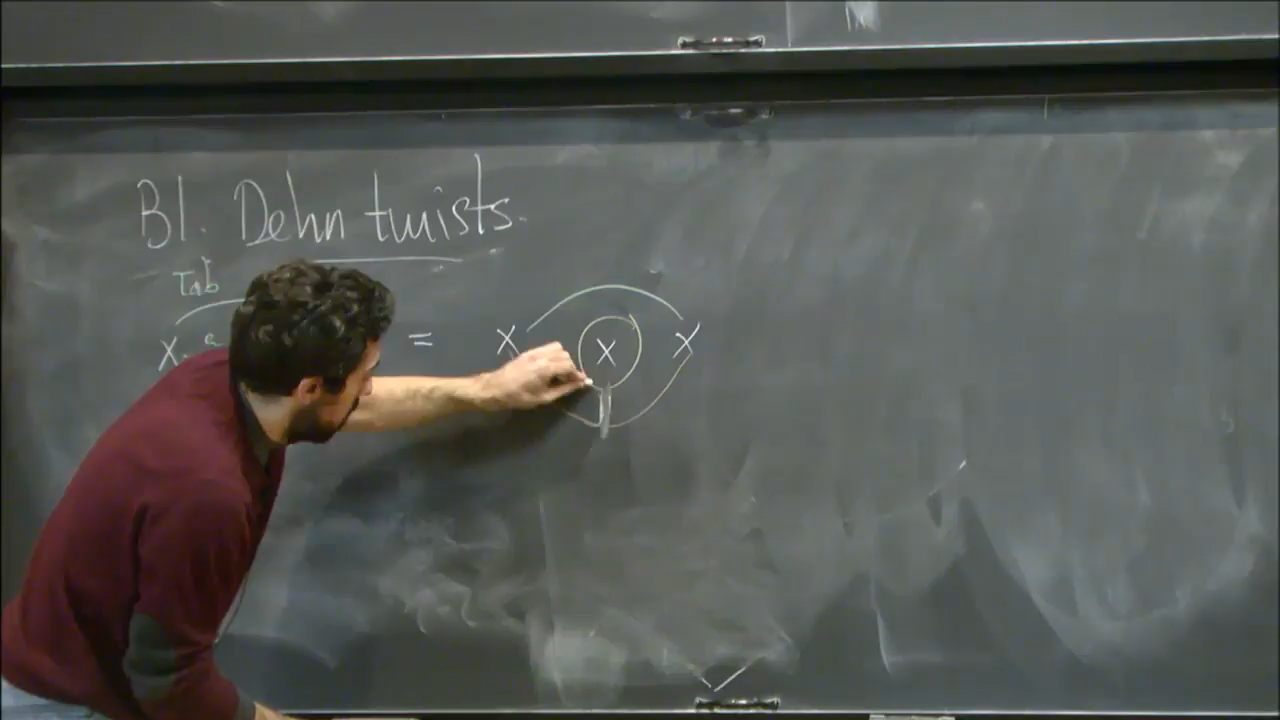 B1. Dehn twists.
Tab
x a = x x x